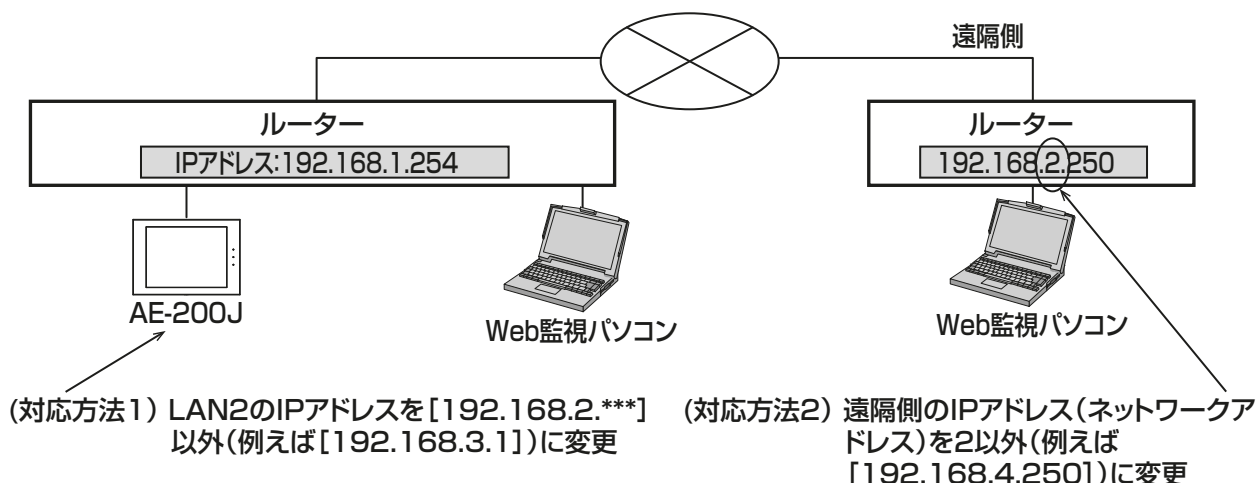 遠隔側
ルーター
IPアドレス:192.168.1.254
ルーター
192.168.2.250
AE-200J
Web監視パソコン
Web監視パソコン
(対応方法1) LAN2のIPアドレスを[192.168.2.***]
以外(例えば[192.168.3.1])に変更
(対応方法2) 遠隔側のIPアドレス(ネットワークア
ドレス)を2以外(例えば
[192.168.4.250])に変更